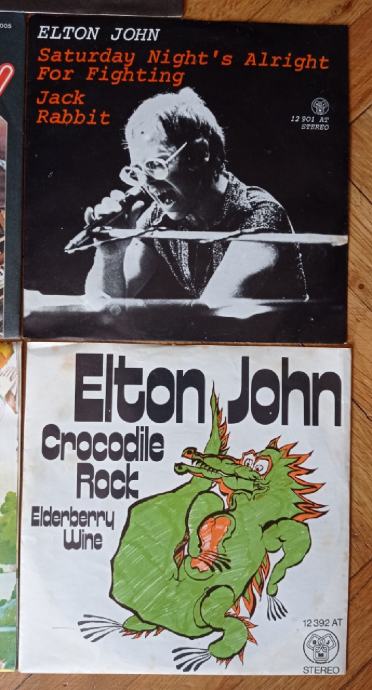 OOS
ELTON JOHN
Saturday Night's Alright
For Fighting
Jack
Rabbit
12 901 AT
STEREO
Elton John
Crocodile
Rock
Elderberry
Wine
12 392 AT
STEREO